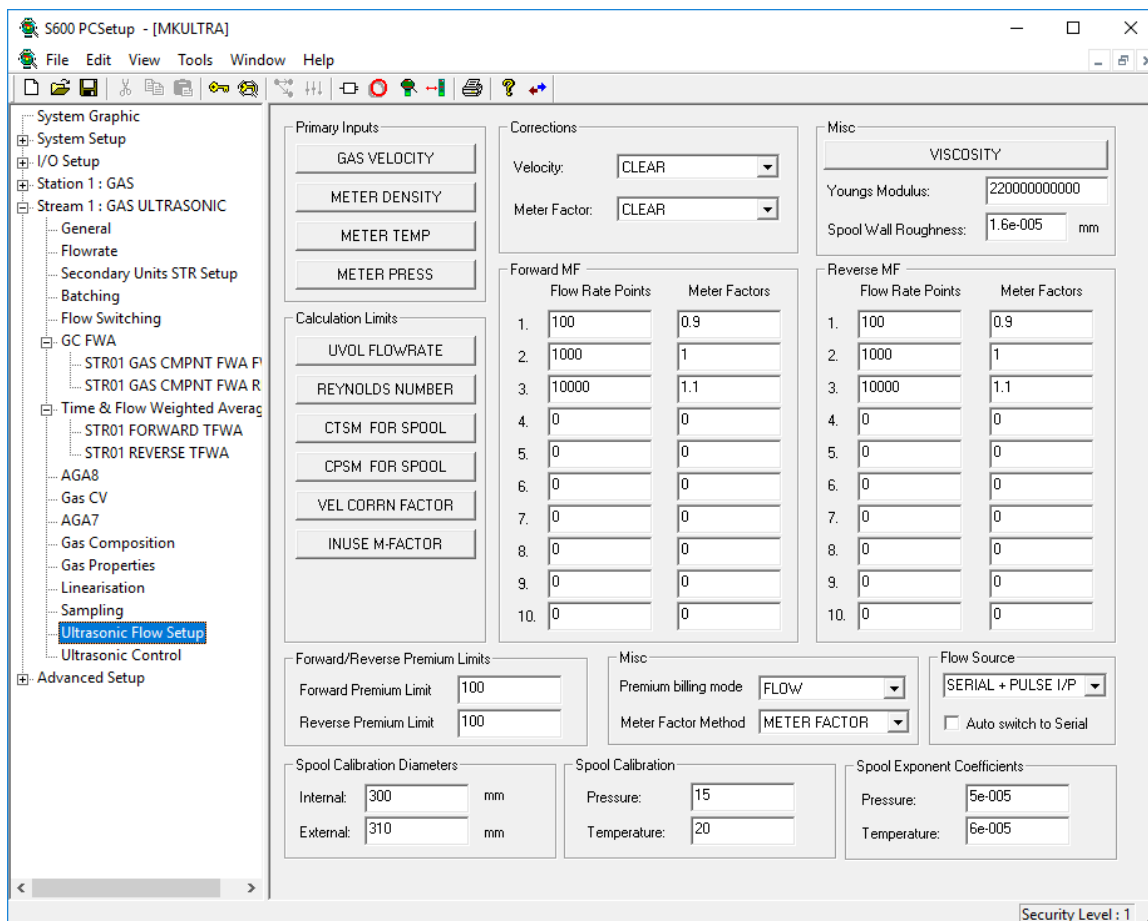 S600 PCSetup - [MKULTRA]
File Edit View Tools Window Help
System Graphic
System Setup
I/O Setup
Station 1 : GAS
Stream 1 : GAS ULTRASONIC
General
Flowrate
Secondary Units STR Setup
Batching
Flow Switching
GC FWA
STR01 GAS CMPNT FWA F
STR01 GAS CMPNT FWA R
Time & Flow Weighted Averag
STR01 FORWARD TFWA
STR01 REVERSE TFWA
AGA8
Gas CV
AGA7
Gas Composition
Gas Properties
Linearisation
Sampling
Ultrasonic Flow Setup
Ultrasonic Control
Advanced Setup
Primary Inputs
GAS VELOCITY
METER DENSITY
METER TEMP
METER PRESS
Corrections
Velocity: CLEAR
Meter Factor: CLEAR
Misc
VISCOSITY
Youngs Modulus: 220000000000
Spool Wall Roughness: 1.6e-005 mm
Calculation Limits
UVOL FLOWRATE
REYNOLDS NUMBER
CTSM FOR SPOOL
CPSM FOR SPOOL
VEL CORRN FACTOR
INUSE M-FACTOR
Forward MF
Flow Rate Points Meter Factors
1. 100 0.9
2. 1000 1
3. 10000 1.1
4. 0 0
5. 0 0
6. 0 0
7. 0 0
8. 0 0
9. 0 0
10. 0 0
Reverse MF
Flow Rate Points Meter Factors
1. 100 0.9
2. 1000 1
3. 10000 1.1
4. 0 0
5. 0 0
6. 0 0
7. 0 0
8. 0 0
9. 0 0
10. 0 0
Forward/Reverse Premium Limits
Forward Premium Limit 100
Reverse Premium Limit 100
Misc
Premium billing mode FLOW
Meter Factor Method METER FACTOR
Flow Source
SERIAL + PULSE I/P
Auto switch to Serial
Spool Calibration Diameters
Internal: 300 mm
External: 310 mm
Spool Calibration
Pressure: 15
Temperature: 20
Spool Exponent Coefficients
Pressure: 5e-005
Temperature: 6e-005
Security Level : 1